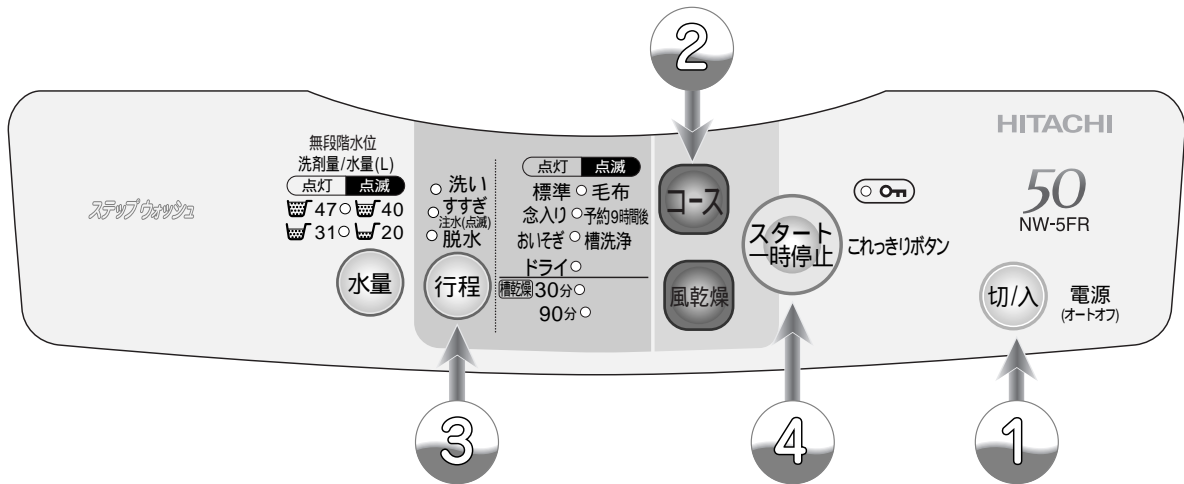 2
HITACHI
50
NW-5FR
ステップウォッシュ
無段階水位
洗剤量/水量(L)
点灯 点滅
47 40
31 20
水量
洗い
すすぎ
注水(点滅)
脱水
行程
点灯 点滅
標準 毛布
念入り 予約9時間後
おいそぎ 槽洗浄
ドライ
槽乾燥 30分
90分
コース
風乾燥
スタート
一時停止
これっきりボタン
切/入
電源
(オートオフ)
3
4
1